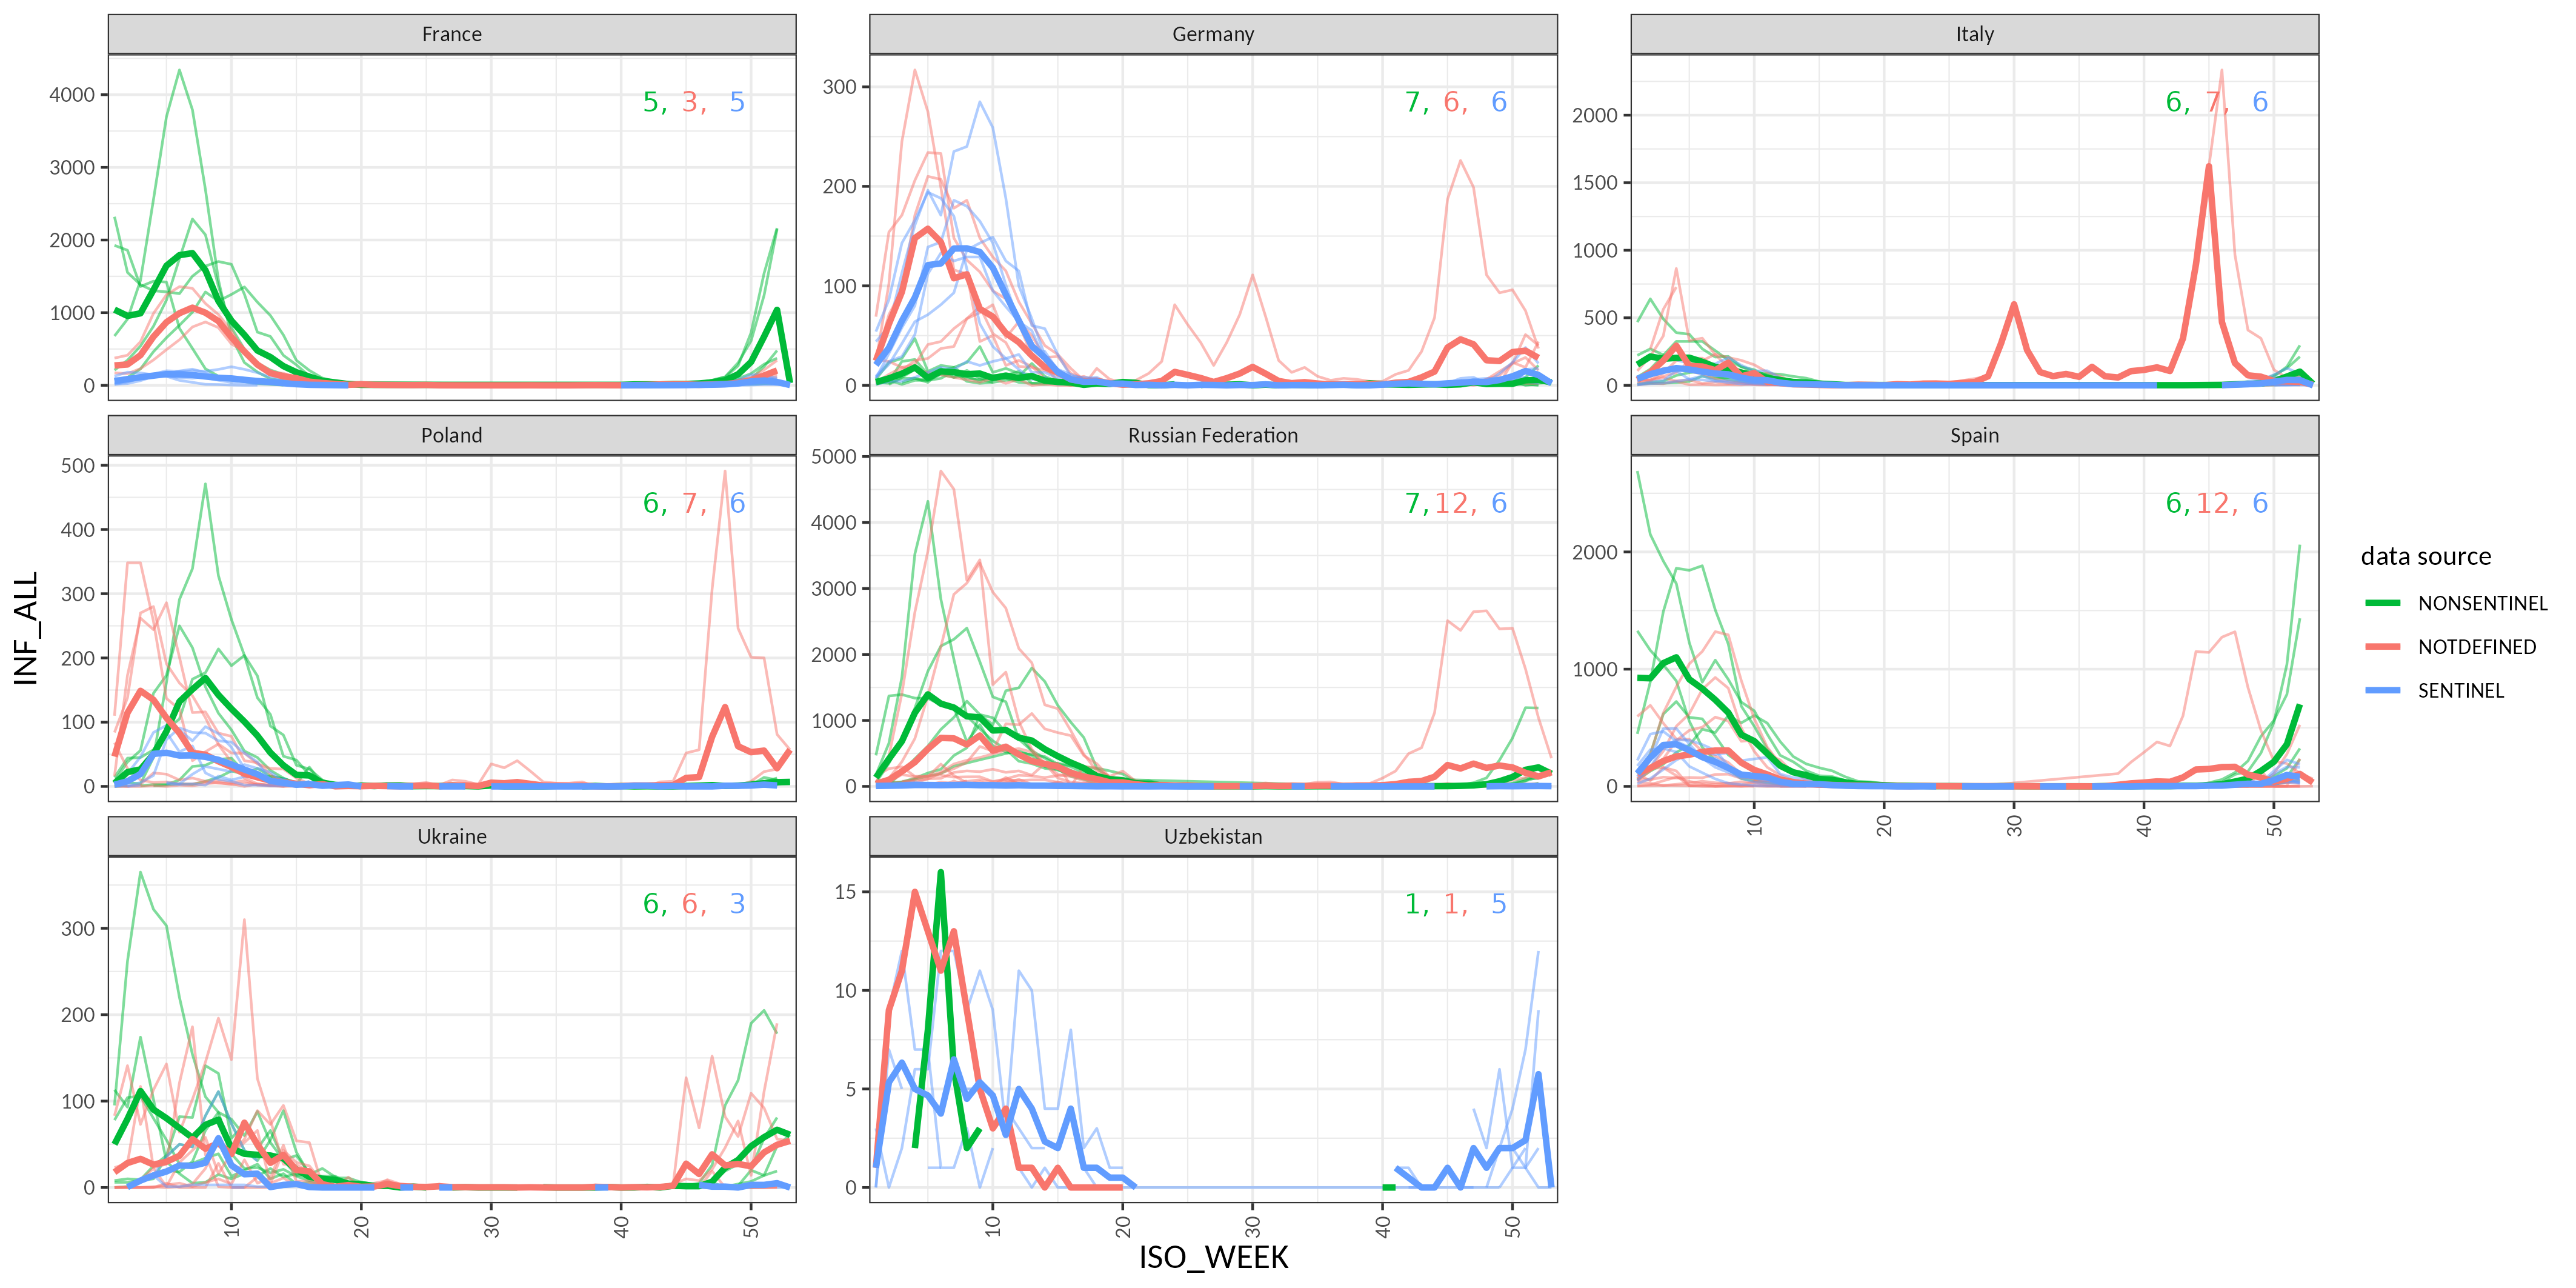 France
Germany
Italy
4000
3000
2000
1000
0
5, 3, 5
300
200
100
0
7, 6, 6
2000
1500
1000
500
0
6, 7, 6
Poland
Russian Federation
Spain
500
400
300
200
100
0
6, 7, 6
5000
4000
3000
2000
1000
0
7, 12, 6
2000
1000
0
6, 12, 6
10
20
30
40
50
Ukraine
Uzbekistan
300
200
100
0
6, 6, 3
15
10
5
0
1, 1, 5
10
20
30
40
50
10
20
30
40
50
INF_ALL
ISO_WEEK
data source
NONSENTINEL
NOTDEFINED
SENTINEL